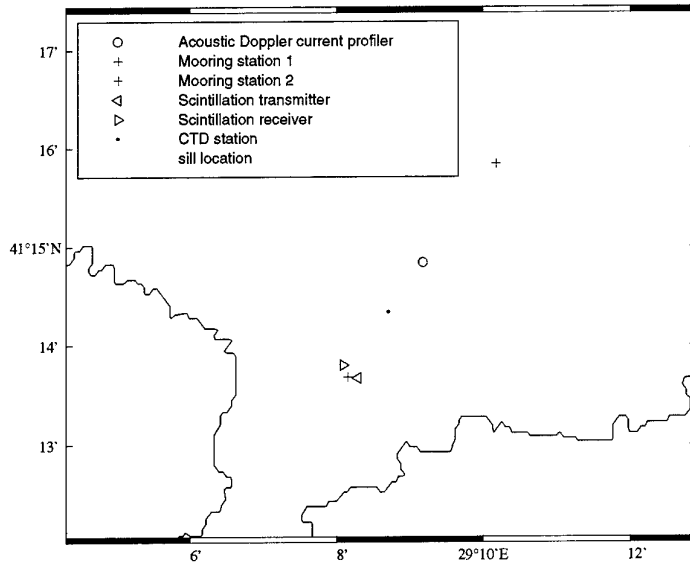 17'
Acoustic Doppler current profiler
Mooring station 1
Mooring station 2
Scintillation transmitter
Scintillation receiver
CTD station
sill location
16'
41°15'N
14'
13'
6'
8'
29°10'E
12'